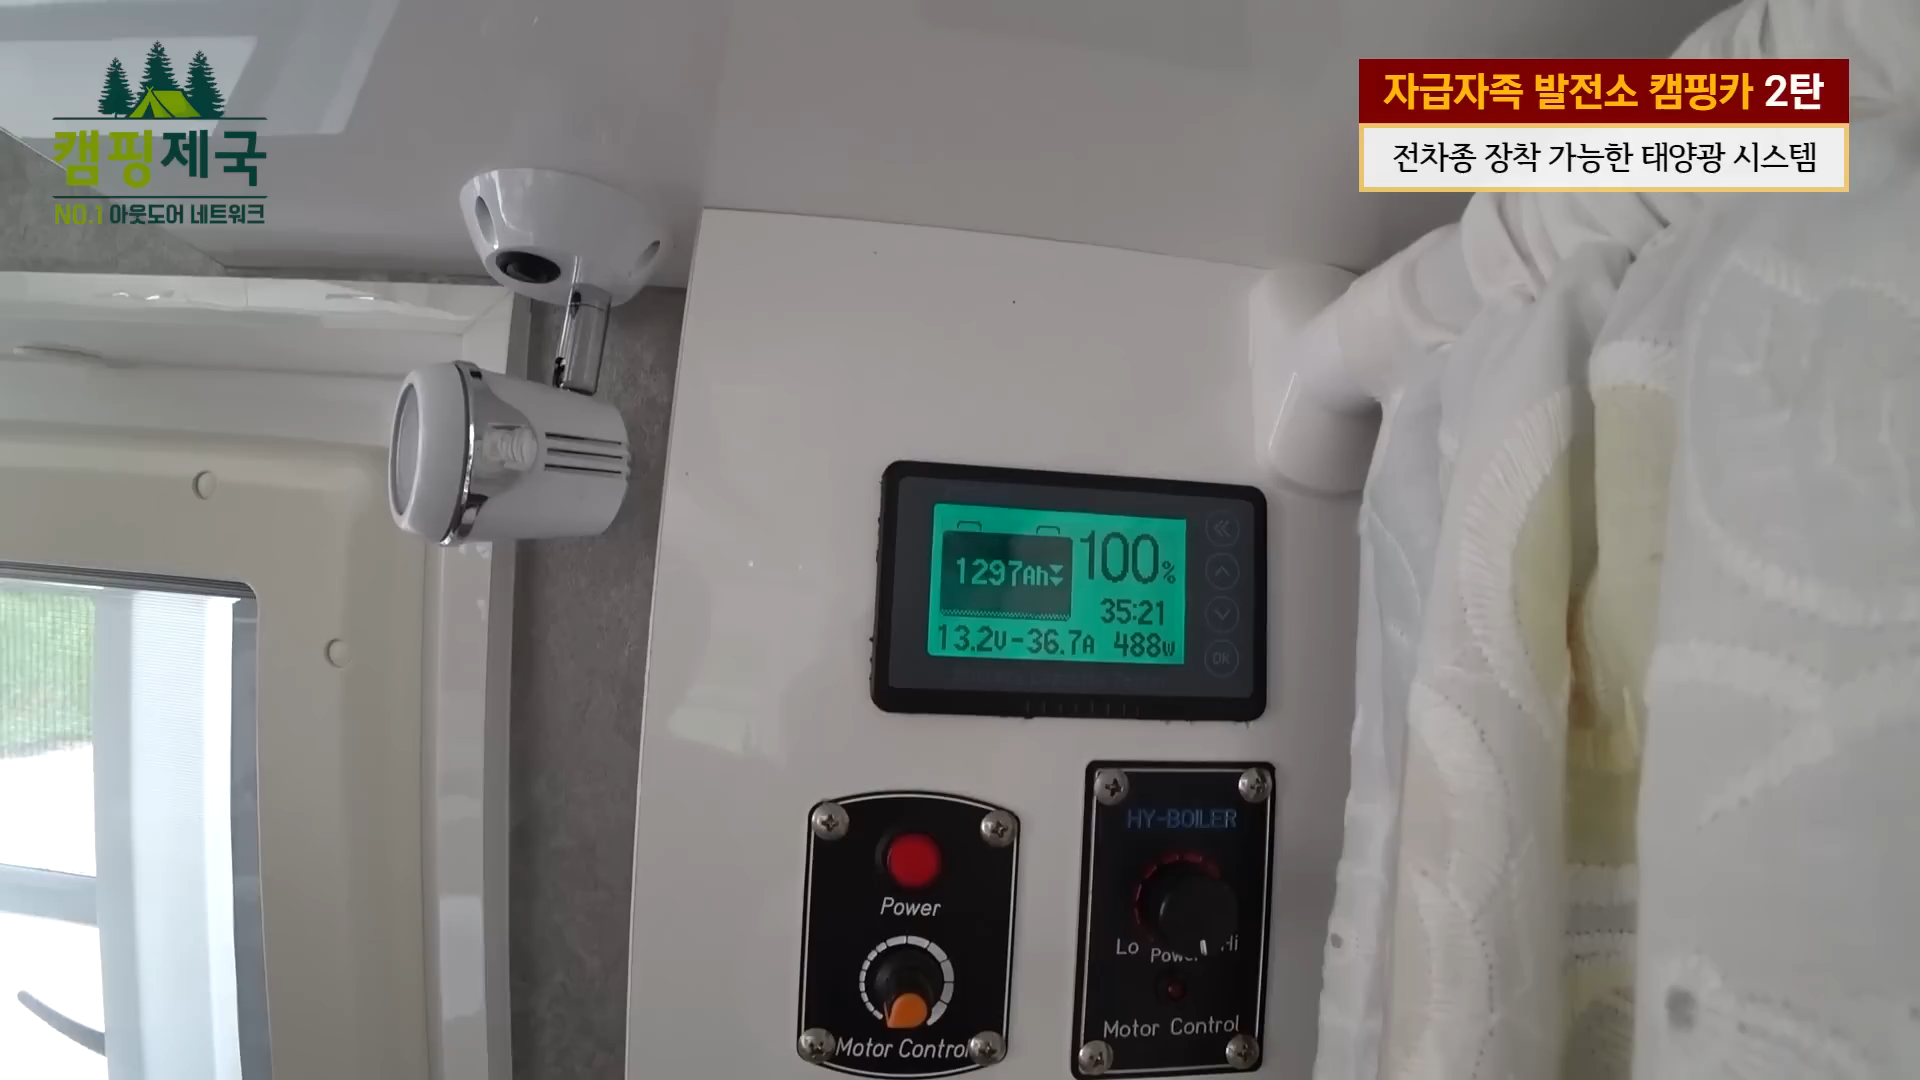 캠핑제국
NO.1 아웃도어 네트워크
자급자족 발전소 캠핑카 2탄
전차종 장착 가능한 태양광 시스템
1297Ah
100%
35:21
13.2V-36.7A 488W
OK
Power
Motor Control
HY-BOILER
Lo
Motor Control